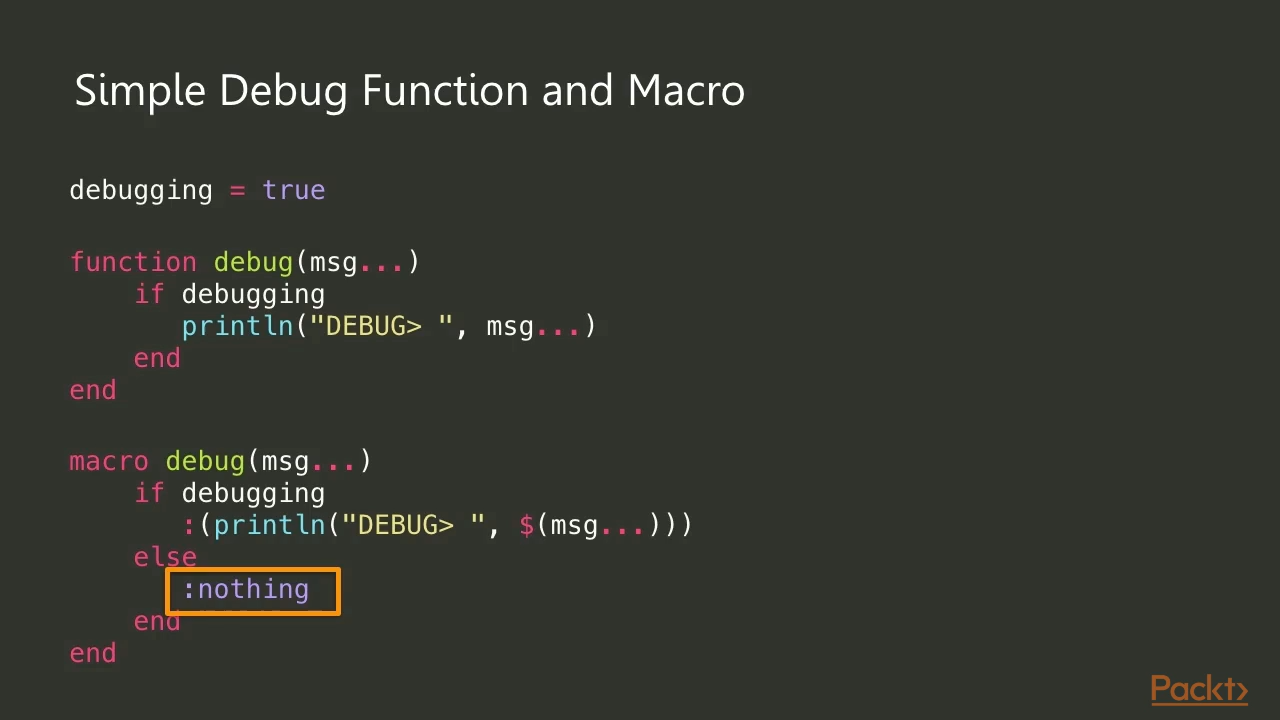 Simple Debug Function and Macro
debugging = true
function debug(msg...)
if debugging
println("DEBUG> ", msg...)
end
end
macro debug(msg...)
if debugging
:(println("DEBUG> ", $(msg...)))
else
:nothing
end
end
Packt>